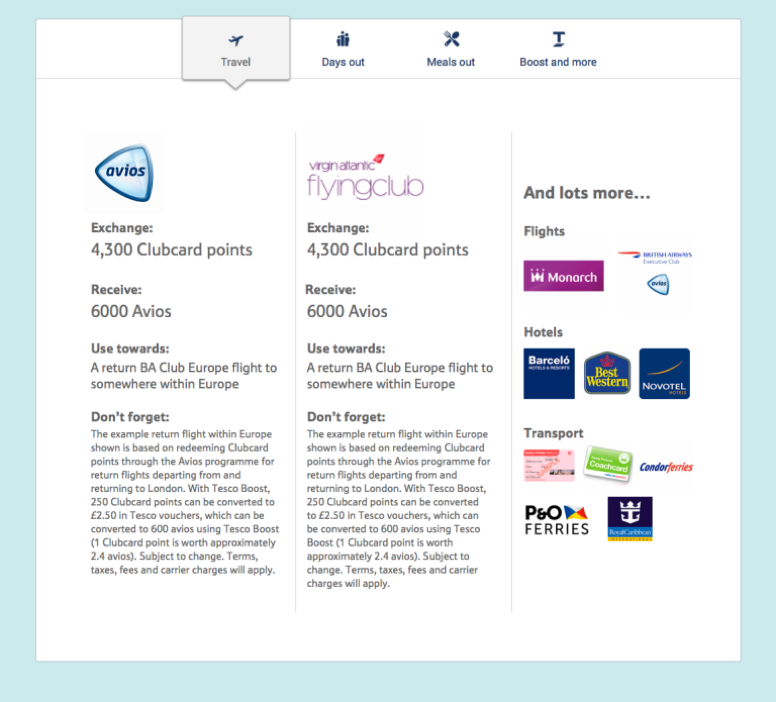 Travel
Days out
Meals out
Boost and more
avios
Exchange:
4,300 Clubcard points
Receive:
6000 Avios
Use towards:
A return BA Club Europe flight to
somewhere within Europe
Don't forget:
The example return flight within Europe
shown is based on redeeming Clubcard
points through the Avios programme for
return flights departing from and
returning to London. With Tesco Boost,
250 Clubcard points can be converted to
£2.50 in Tesco vouchers, which can be
converted to 600 avios using Tesco Boost
(1 Clubcard point is worth approximately
2.4 avios). Subject to change. Terms,
taxes, fees and carrier charges will apply.
virgin atlantic
flyingclub
Exchange:
4,300 Clubcard points
Receive:
6000 Avios
Use towards:
A return BA Club Europe flight to
somewhere within Europe
Don't forget:
The example return flight within Europe
shown is based on redeeming Clubcard
points through the Avios programme for
return flights departing from and
returning to London. With Tesco Boost,
250 Clubcard points can be converted
to £2.50 in Tesco vouchers, which can
be converted to 600 avios using Tesco
Boost (1 Clubcard point is worth
approximately 2.4 avios). Subject to
change. Terms, taxes, fees and carrier
charges will apply.
And lots more...
Flights
Monarch
BRITISH AIRWAYS
Executive Club
avios
Hotels
Barceló
HOTELS & RESORTS
Best
Western
NOVOTEL
HOTELS
Transport
Coachcard
Condorferries
P&O
FERRIES
RoyalCaribbean
INTERNATIONAL